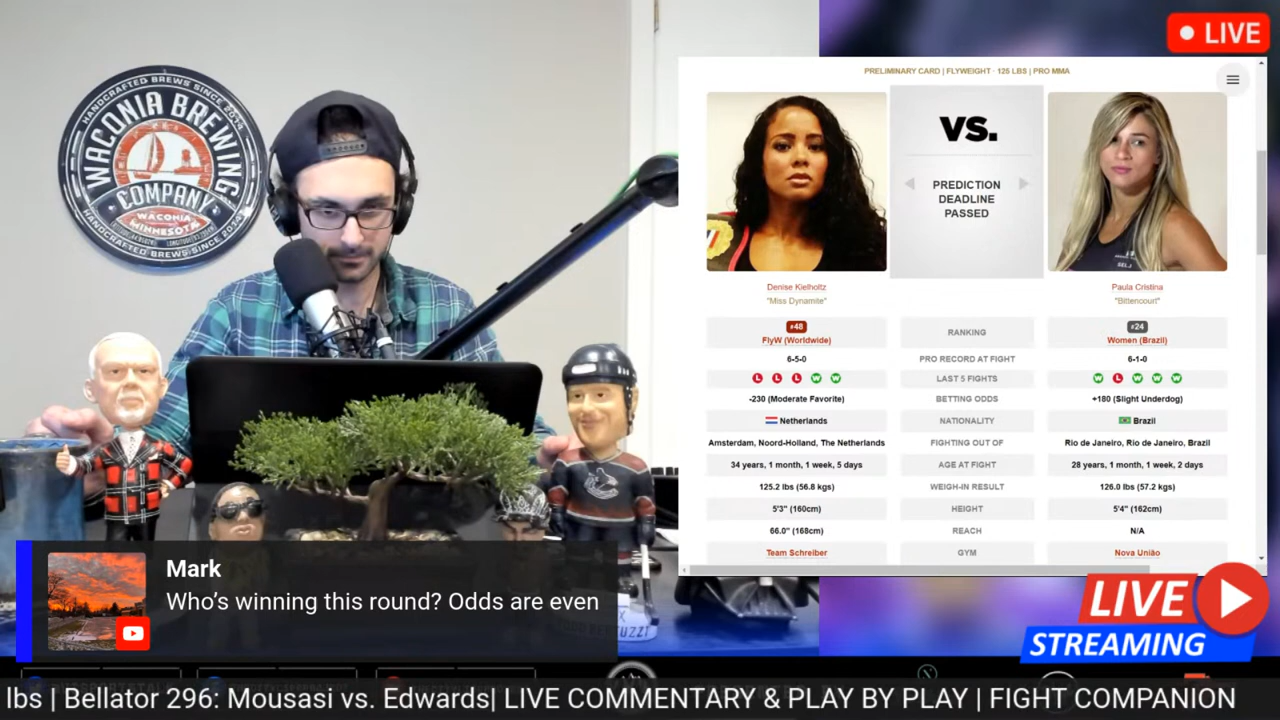 HANDCRAFTED BREWS SINCE 2014
WACONIA BREWING
COMPANY
WACONIA
MINNESOTA
HANDCRAFTED BREWS SINCE 2014
LIVE
PRELIMINARY CARD | FLYWEIGHT · 125 LBS | PRO MMA
VS.
PREDICTION
DEADLINE
PASSED
Denise Kielholtz
"Miss Dynamite"
Paula Cristina
"Bittencourt"
#48
FlyW (Worldwide)
RANKING
#24
Women (Brazil)
6-5-0 PRO RECORD AT FIGHT 6-1-0
L L L W W LAST 5 FIGHTS W L W W W
-230 (Moderate Favorite) BETTING ODDS +180 (Slight Underdog)
Netherlands NATIONALITY Brazil
Amsterdam, Noord-Holland, The Netherlands FIGHTING OUT OF Rio de Janeiro, Rio de Janeiro, Brazil
34 years, 1 month, 1 week, 5 days AGE AT FIGHT 28 years, 1 month, 1 week, 2 days
125.2 lbs (56.8 kgs) WEIGH-IN RESULT 126.0 lbs (57.2 kgs)
5'3" (160cm) HEIGHT 5'4" (162cm)
66.0" (168cm) REACH N/A
Team Schreiber GYM Nova União
Mark
Who's winning this round? Odds are even
LIVE
STREAMING
lbs | Bellator 296: Mousasi vs. Edwards| LIVE COMMENTARY & PLAY BY PLAY | FIGHT COMPANION